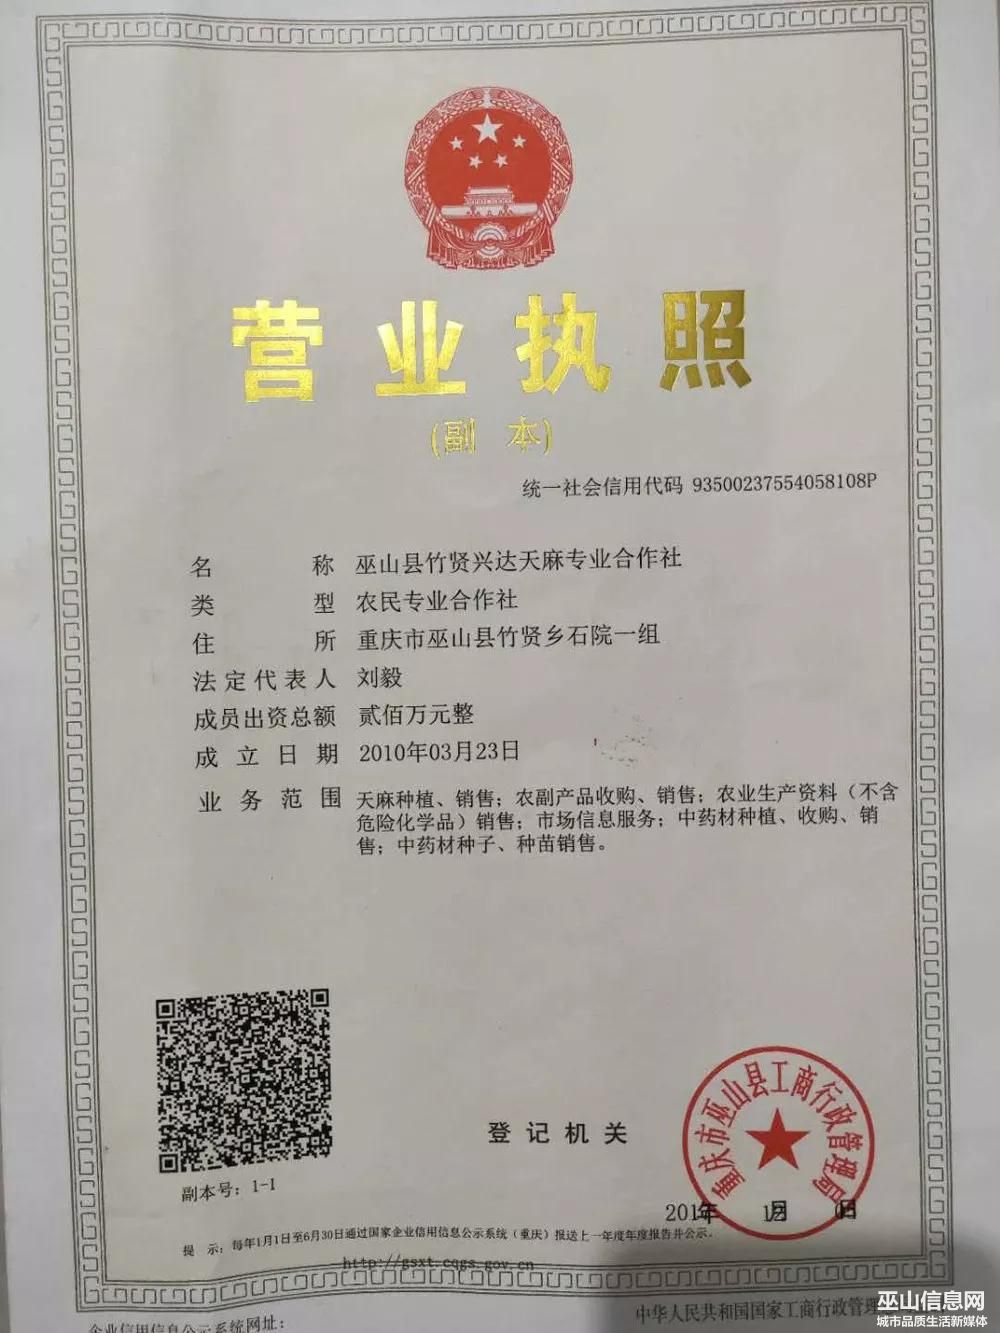 营业执照
(副 本)
统一社会信用代码 93500237554058108P
名 称 巫山县竹贤兴达天麻专业合作社
类 型 农民专业合作社
住 所 重庆市巫山县竹贤乡石院一组
法定代表人 刘毅
成员出资总额 贰佰万元整
成立日期 2010年03月23日
业务范围 天麻种植、销售；农副产品收购、销售；农业生产资料（不含
危险化学品）销售；市场信息服务；中药材种植、收购、销
售；中药材种子、种苗销售。
副本号：1-1
登记机关
重庆市巫山县工商行政管理局
年 月 日
提 示：每年1月1日至6月30日通过国家企业信用信息公示系统（重庆）报送上一年度年度报告并公示。
http://gsxt.cqgs.gov.cn
企业信用信息公示系统网址：
中华人民共和国国家工商行政管理
巫山信息网
城市品质生活新媒体